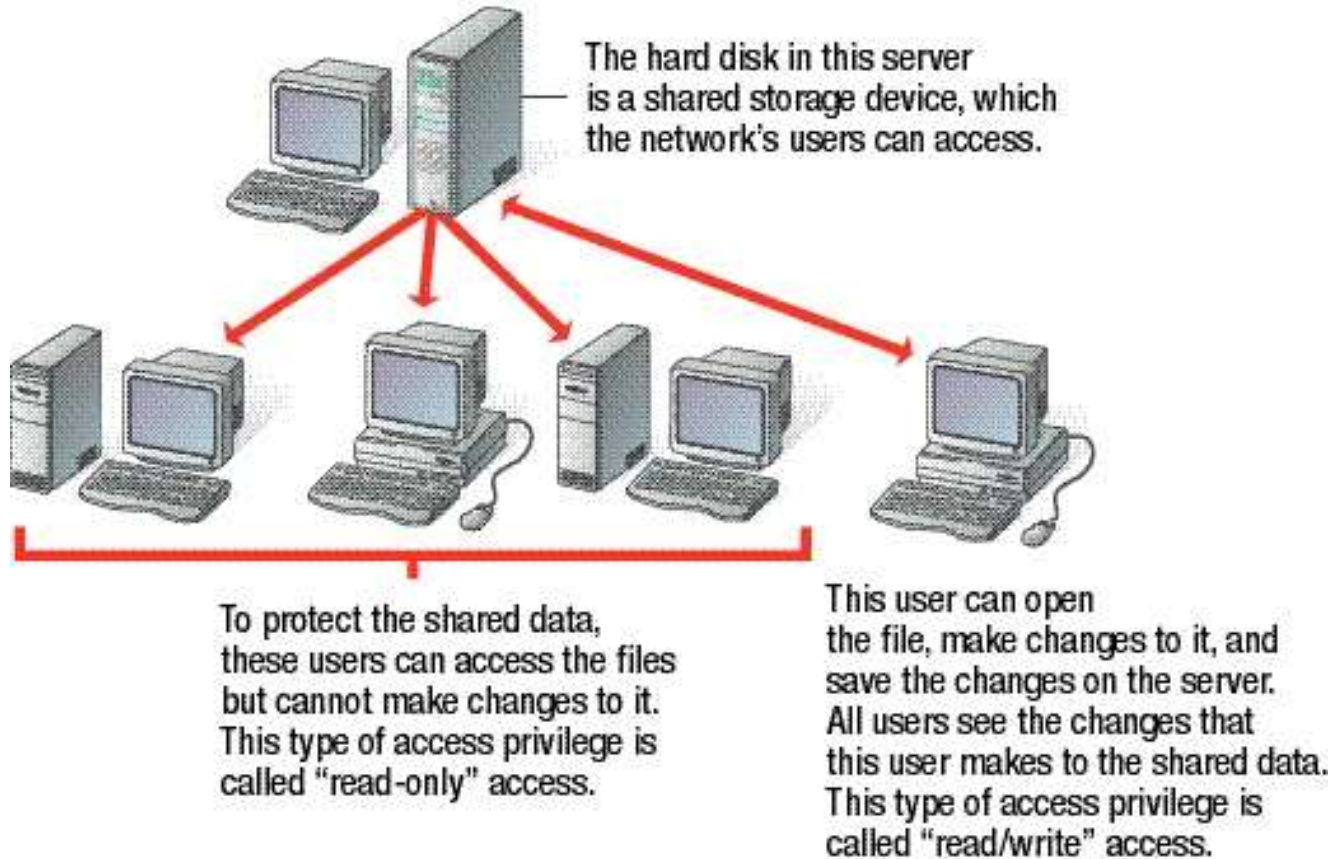 The hard disk in this server
is a shared storage device, which
the network's users can access.
To protect the shared data,
these users can access the files
but cannot make changes to it.
This type of access privilege is
called “read-only” access.
This user can open
the file, make changes to it, and
save the changes on the server.
All users see the changes that
this user makes to the shared data.
This type of access privilege is
called “read/write” access.